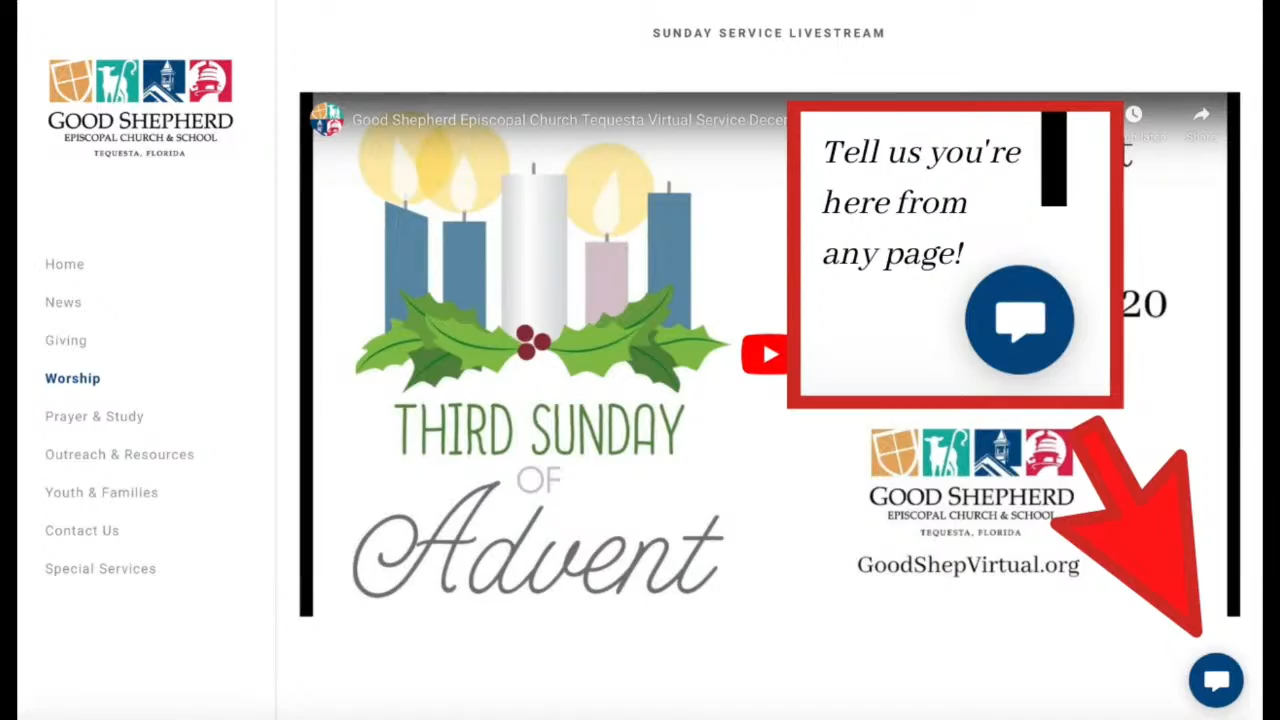 SUNDAY SERVICE LIVESTREAM
GOOD SHEPHERD
EPISCOPAL CHURCH & SCHOOL
TEQUESTA, FLORIDA
Home
News
Giving
Worship
Prayer & Study
Outreach & Resources
Youth & Families
Contact Us
Special Services
Good Shepherd Episcopal Church Tequesta Virtual Service
Share
Tell us you're
here from
any page!
20
THIRD SUNDAY
OF
Advent
GOOD SHEPHERD
EPISCOPAL CHURCH & SCHOOL
TEQUESTA, FLORIDA
GoodShepVirtual.org